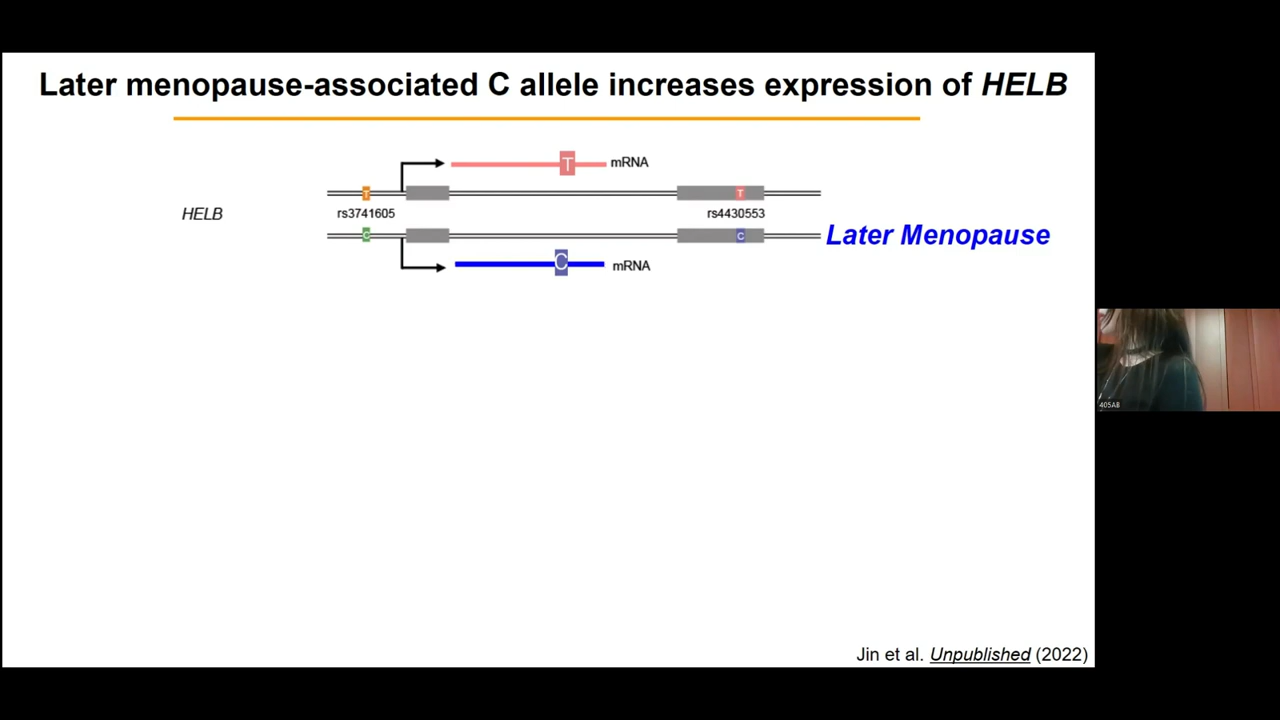 Later menopause-associated C allele increases expression of HELB
T mRNA
T T
HELB rs3741605 rs4430553
C C Later Menopause
C mRNA
405AB
Jin et al. Unpublished (2022)